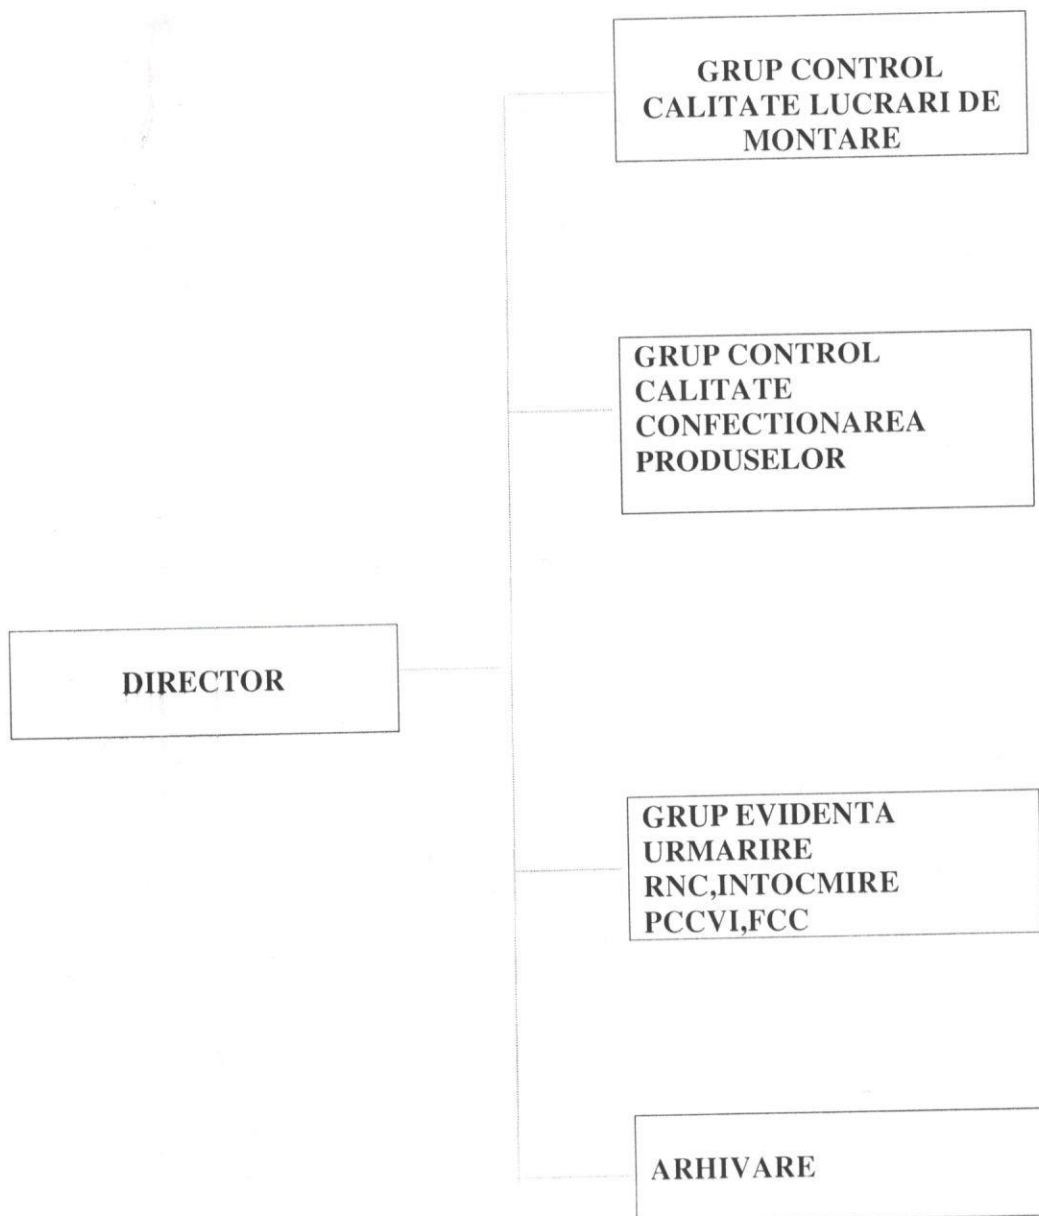 GRUP CONTROL
CALITATE LUCRARI DE
MONTARE
GRUP CONTROL
CALITATE
CONFECTIONAREA
PRODUSELOR
DIRECTOR
GRUP EVIDENTA
URMARIRE
RNC,INTOCMIRE
PCCVI,FCC
ARHIVARE